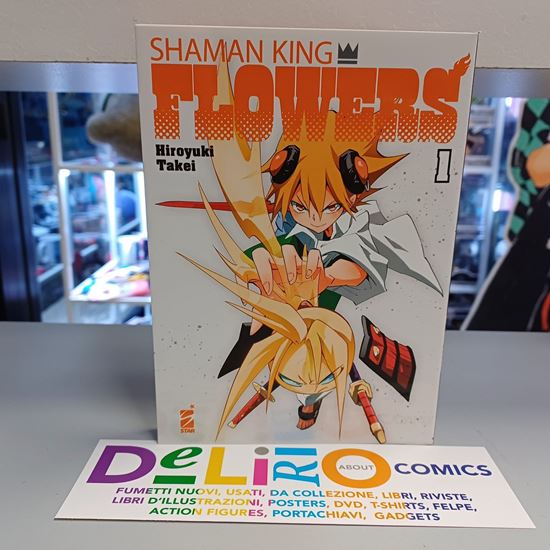 SHAMAN KING
FLOWERS
Hiroyuki
Takei
1
STAR
DeLiRiO
ABOUT
COMICS
FUMETTI NUOVI, USATI, DA COLLEZIONE, LIBRI, RIVISTE,
LIBRI D'ILLUSTRAZIONI, POSTERS, DVD, T-SHIRTS, FELPE,
ACTION FIGURES, PORTACHIAVI, GADGETS